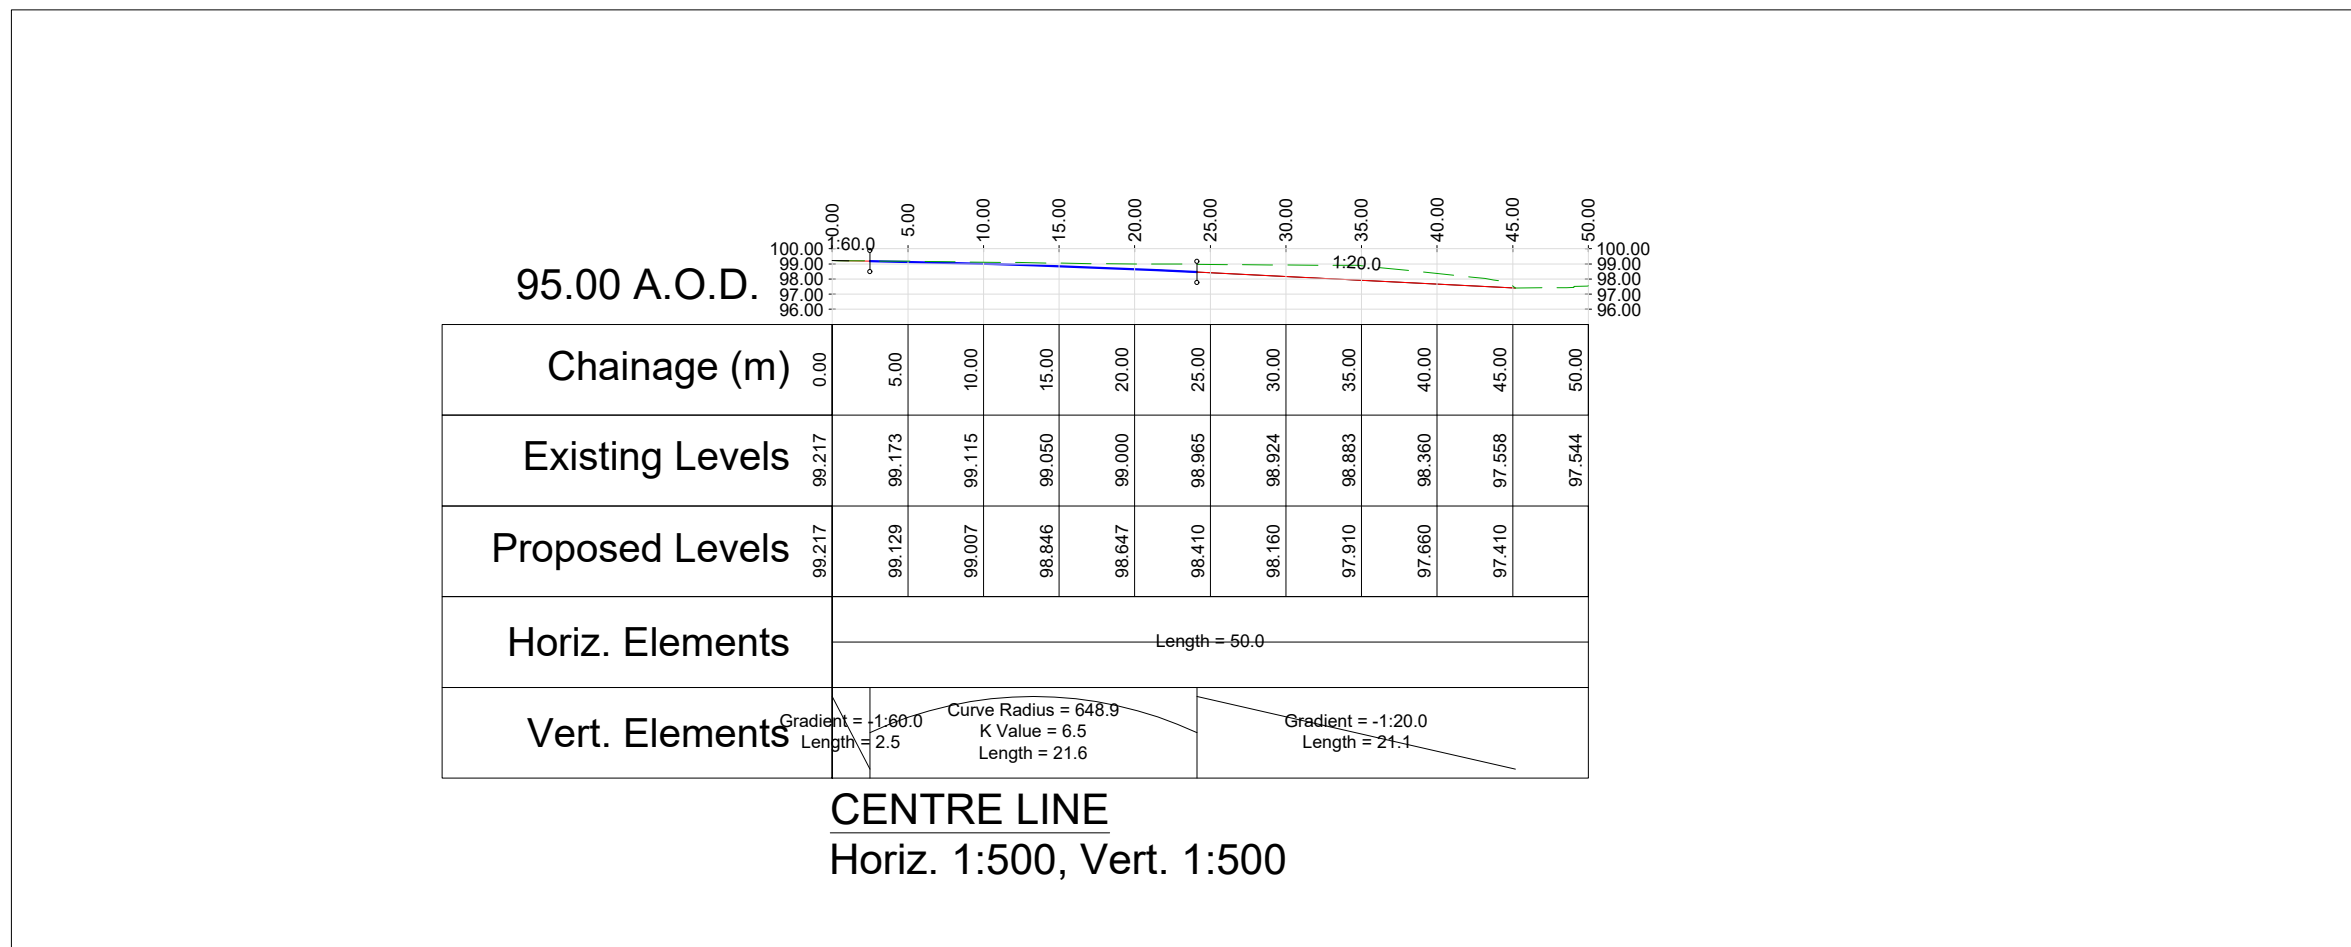 0.00 5.00 10.00 15.00 20.00 25.00 30.00 35.00 40.00 45.00 50.00
1:60.0
1:20.0
100.00 100.00
99.00 99.00
98.00 98.00
97.00 97.00
96.00 96.00
95.00 A.O.D.
Chainage (m) 0.00 5.00 10.00 15.00 20.00 25.00 30.00 35.00 40.00 45.00 50.00
Existing Levels 99.217 99.173 99.115 99.050 99.000 98.965 98.924 98.883 98.360 97.558 97.544
Proposed Levels 99.217 99.129 99.007 98.846 98.647 98.410 98.160 97.910 97.660 97.410
Horiz. Elements Length = 50.0
Vert. Elements
Gradient = -1:60.0
Length = 2.5
Curve Radius = 648.9
K Value = 6.5
Length = 21.6
Gradient = -1:20.0
Length = 21.1
CENTRE LINE
Horiz. 1:500, Vert. 1:500